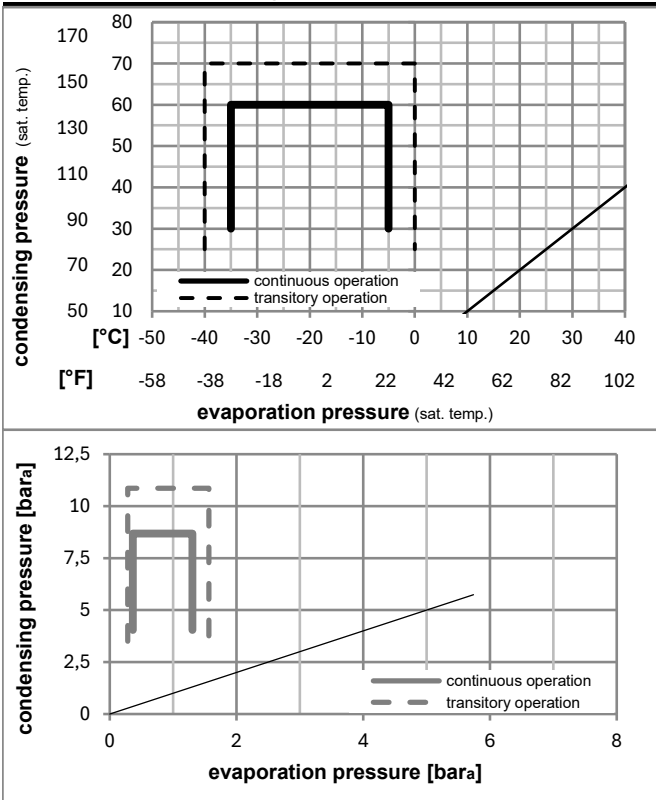 condensing pressure (sat. temp.)
170 80
70
150
60
130
50
110
40
90
30
70
20
50 10
continuous operation
transitory operation
[°C] -50 -40 -30 -20 -10 0 10 20 30 40
[°F] -58 -38 -18 2 22 42 62 82 102
evaporation pressure (sat. temp.)
condensing pressure [bara]
12,5
10
7,5
5
2,5
0
continuous operation
transitory operation
0 2 4 6 8
evaporation pressure [bara]